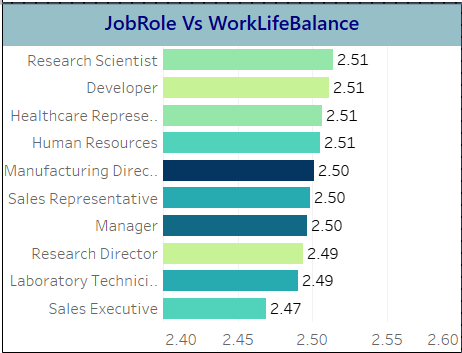 JobRole Vs WorkLifeBalance
Research Scientist 2.51
Developer 2.51
Healthcare Represe.. 2.51
Human Resources 2.51
Manufacturing Direc.. 2.50
Sales Representative 2.50
Manager 2.50
Research Director 2.49
Laboratory Technici.. 2.49
Sales Executive 2.47
2.40 2.45 2.50 2.55 2.60